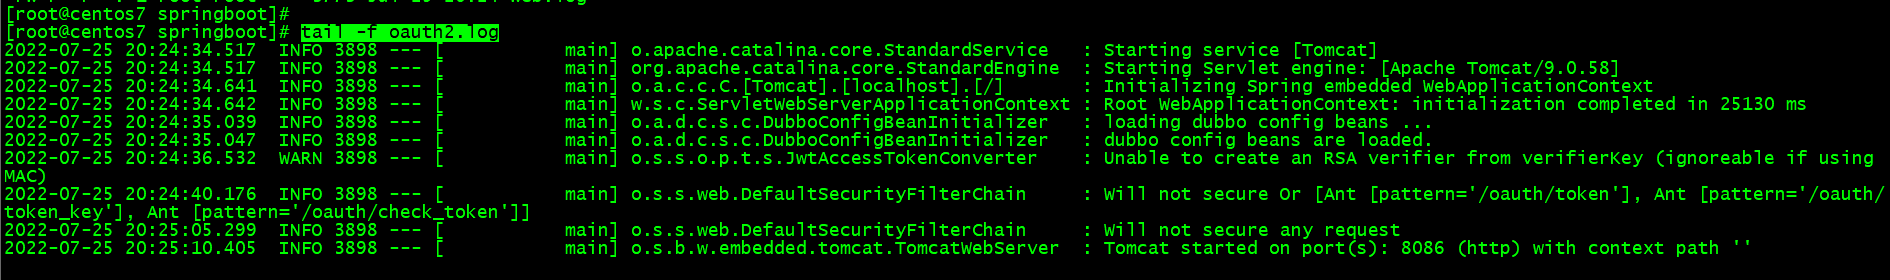 [root@centos7 springboot]#
[root@centos7 springboot]# tail -f oauth2.log
2022-07-25 20:24:34.517  INFO 3898 --- [           main] o.apache.catalina.core.StandardService   : Starting service [Tomcat]
2022-07-25 20:24:34.517  INFO 3898 --- [           main] org.apache.catalina.core.StandardEngine  : Starting Servlet engine: [Apache Tomcat/9.0.58]
2022-07-25 20:24:34.641  INFO 3898 --- [           main] o.a.c.c.C.[Tomcat].[localhost].[/]       : Initializing Spring embedded WebApplicationContext
2022-07-25 20:24:34.642  INFO 3898 --- [           main] w.s.c.ServletWebServerApplicationContext : Root WebApplicationContext: initialization completed in 25130 ms
2022-07-25 20:24:35.039  INFO 3898 --- [           main] o.a.d.c.s.c.DubboConfigBeanInitializer   : loading dubbo config beans ...
2022-07-25 20:24:35.047  INFO 3898 --- [           main] o.a.d.c.s.c.DubboConfigBeanInitializer   : dubbo config beans are loaded.
2022-07-25 20:24:36.532  WARN 3898 --- [           main] o.s.s.o.p.t.s.JwtAccessTokenConverter    : Unable to create an RSA verifier from verifierKey (ignoreable if using
MAC)
2022-07-25 20:24:40.176  INFO 3898 --- [           main] o.s.s.web.DefaultSecurityFilterChain     : Will not secure Or [Ant [pattern='/oauth/token'], Ant [pattern='/oauth/
token_key'], Ant [pattern='/oauth/check_token']]
2022-07-25 20:25:05.299  INFO 3898 --- [           main] o.s.s.web.DefaultSecurityFilterChain     : Will not secure any request
2022-07-25 20:25:10.405  INFO 3898 --- [           main] o.s.b.w.embedded.tomcat.TomcatWebServer  : Tomcat started on port(s): 8086 (http) with context path ''